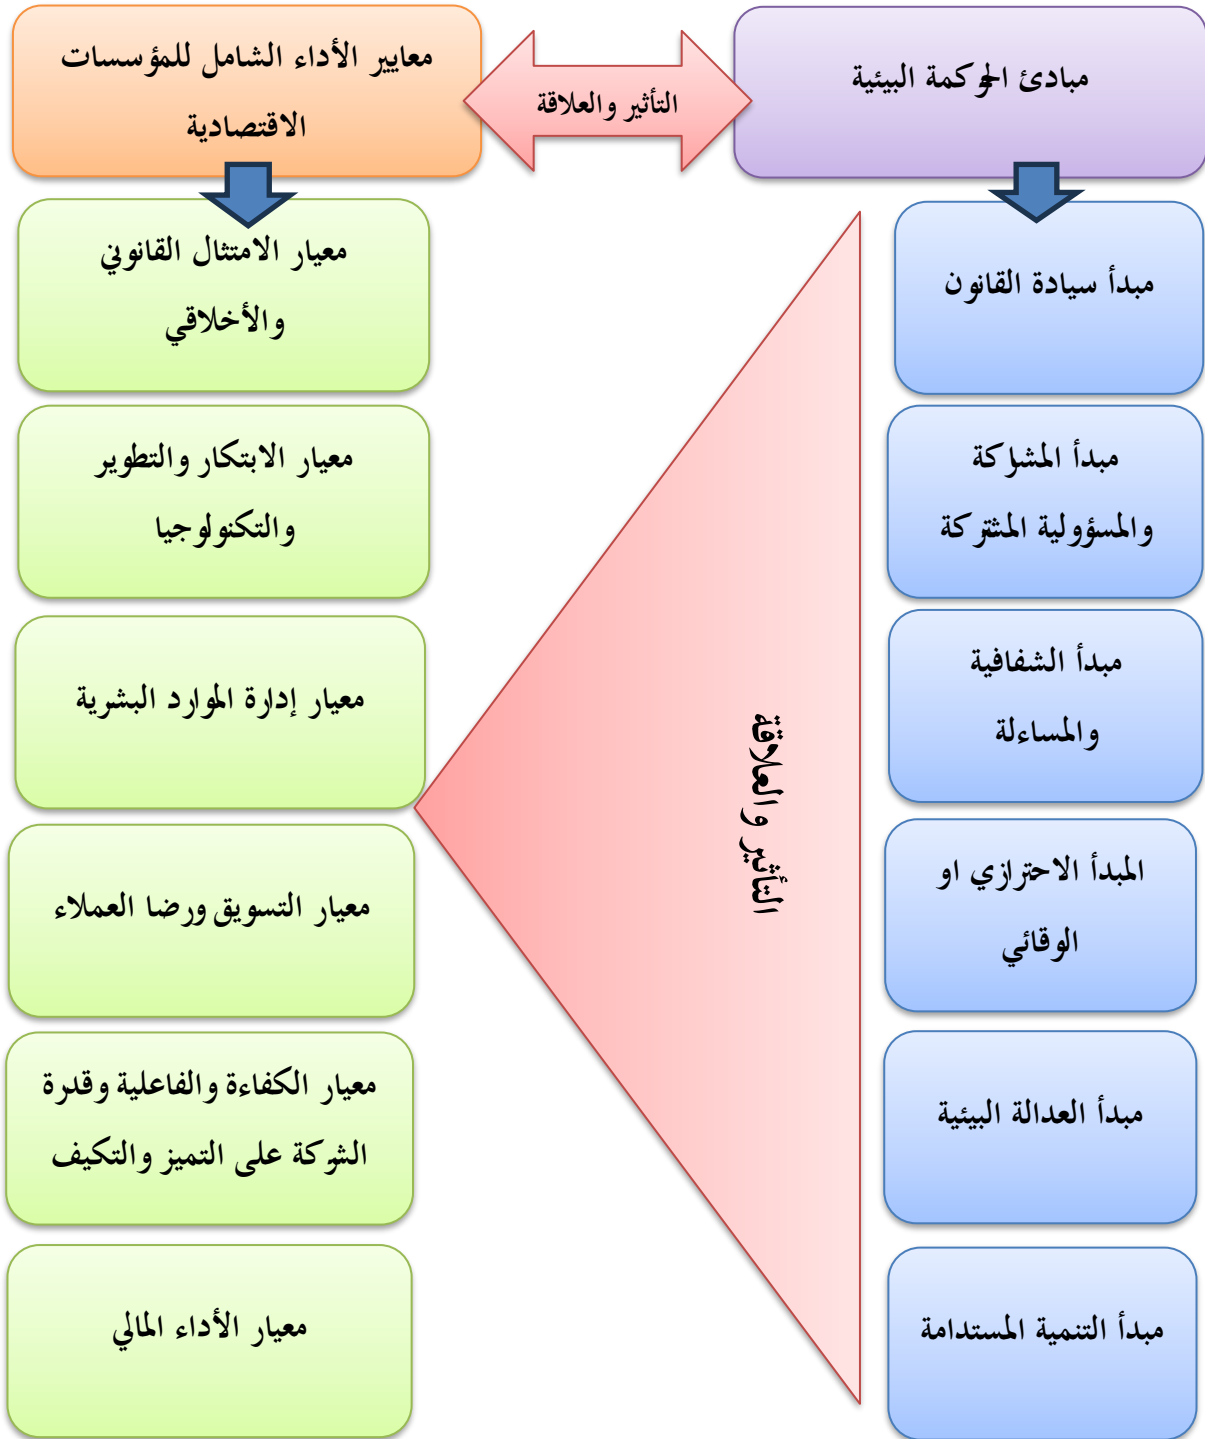 مبادئ الحوكمة البيئية
التأثير والعلاقة
معايير الأداء الشامل للمؤسسات
الاقتصادية
مبدأ سيادة القانون
مبدأ المشاركة
والمسؤولية المشتركة
مبدأ الشفافية
والمساءلة
المبدأ الاحترازي او
الوقائي
مبدأ العدالة البيئية
مبدأ التنمية المستدامة
التأثير والعلاقة
معيار الامتثال القانوني
والأخلاقي
معيار الابتكار والتطوير
والتكنولوجيا
معيار إدارة الموارد البشرية
معيار التسويق ورضا العملاء
معيار الكفاءة والفاعلية وقدرة
الشركة على التميز والتكيف
معيار الأداء المالي